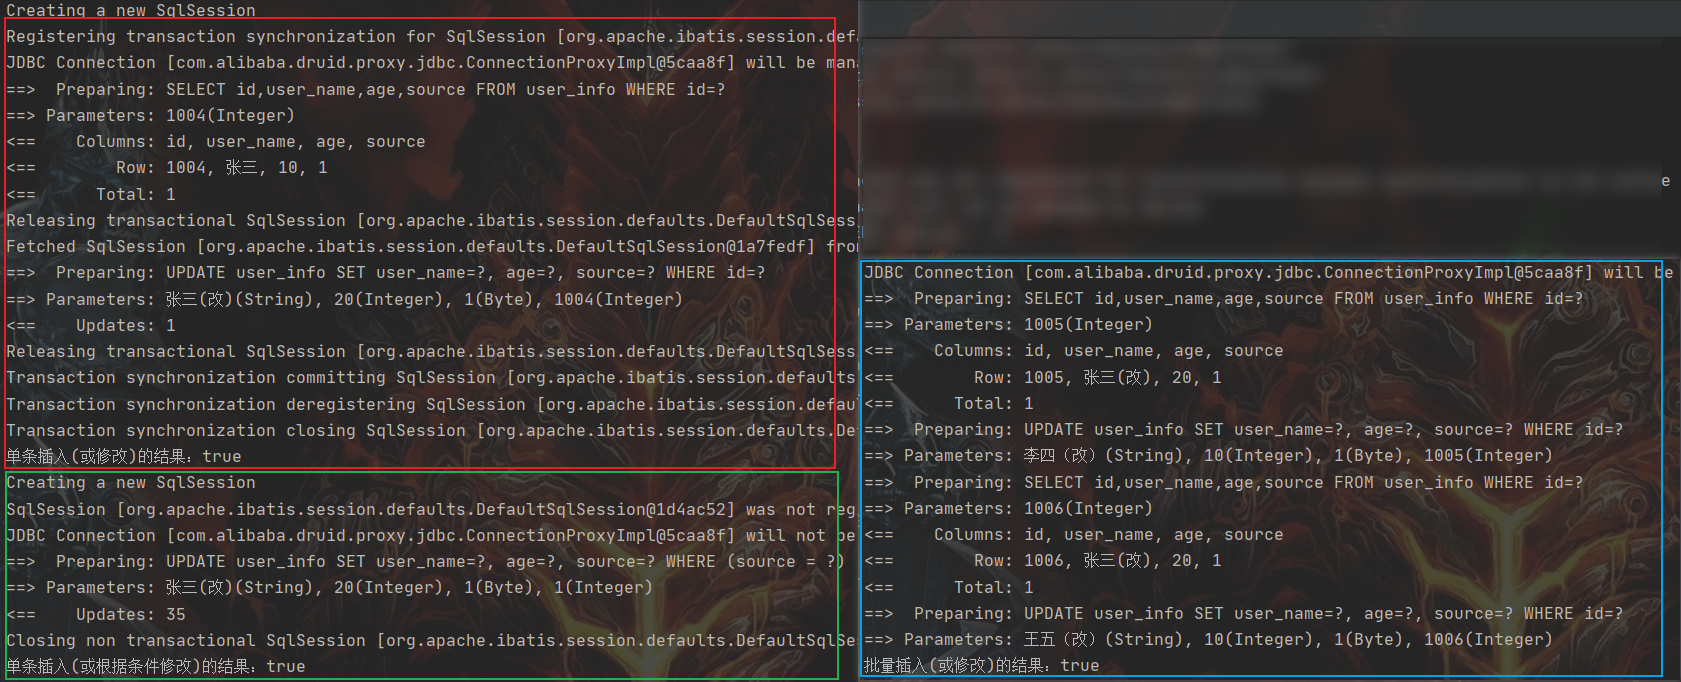 Creating a new SqlSession
Registering transaction synchronization for SqlSession [org.apache.ibatis.session.defa
JDBC Connection [com.alibaba.druid.proxy.jdbc.ConnectionProxyImpl@5caa8f] will be mana
==>  Preparing: SELECT id,user_name,age,source FROM user_info WHERE id=?
==> Parameters: 1004(Integer)
<==    Columns: id, user_name, age, source
<==        Row: 1004, 张三, 10, 1
<==      Total: 1
Releasing transactional SqlSession [org.apache.ibatis.session.defaults.DefaultSqlSess
Fetched SqlSession [org.apache.ibatis.session.defaults.DefaultSqlSession@1a7fedf] from
==>  Preparing: UPDATE user_info SET user_name=?, age=?, source=? WHERE id=?
==> Parameters: 张三(改)(String), 20(Integer), 1(Byte), 1004(Integer)
<==    Updates: 1
Releasing transactional SqlSession [org.apache.ibatis.session.defaults.DefaultSqlSess
Transaction synchronization committing SqlSession [org.apache.ibatis.session.defaults
Transaction synchronization deregistering SqlSession [org.apache.ibatis.session.defau
Transaction synchronization closing SqlSession [org.apache.ibatis.session.defaults.De
单条插入(或修改)的结果：true
Creating a new SqlSession
SqlSession [org.apache.ibatis.session.defaults.DefaultSqlSession@1d4ac52] was not reg
JDBC Connection [com.alibaba.druid.proxy.jdbc.ConnectionProxyImpl@5caa8f] will not be
==>  Preparing: UPDATE user_info SET user_name=?, age=?, source=? WHERE (source = ?)
==> Parameters: 张三(改)(String), 20(Integer), 1(Byte), 1(Integer)
<==    Updates: 35
Closing non transactional SqlSession [org.apache.ibatis.session.defaults.DefaultSqlSe
单条插入(或根据条件修改)的结果：true
JDBC Connection [com.alibaba.druid.proxy.jdbc.ConnectionProxyImpl@5caa8f] will be
==>  Preparing: SELECT id,user_name,age,source FROM user_info WHERE id=?
==> Parameters: 1005(Integer)
<==    Columns: id, user_name, age, source
<==        Row: 1005, 张三(改), 20, 1
<==      Total: 1
==>  Preparing: UPDATE user_info SET user_name=?, age=?, source=? WHERE id=?
==> Parameters: 李四（改）(String), 10(Integer), 1(Byte), 1005(Integer)
==>  Preparing: SELECT id,user_name,age,source FROM user_info WHERE id=?
==> Parameters: 1006(Integer)
<==    Columns: id, user_name, age, source
<==        Row: 1006, 张三(改), 20, 1
<==      Total: 1
==>  Preparing: UPDATE user_info SET user_name=?, age=?, source=? WHERE id=?
==> Parameters: 王五（改）(String), 10(Integer), 1(Byte), 1006(Integer)
批量插入(或修改)的结果：true